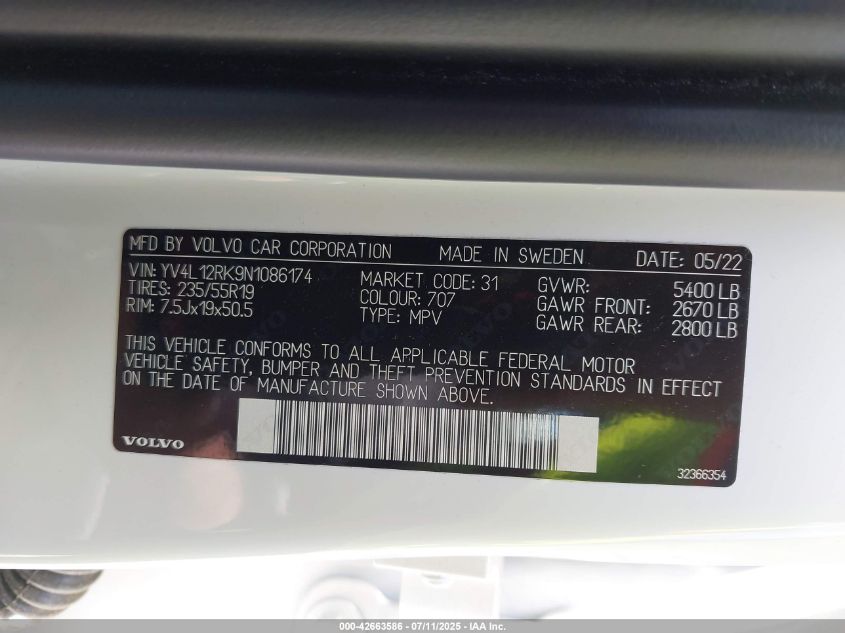 MFD BY VOLVO CAR CORPORATION MADE IN SWEDEN DATE: 05/22
VIN: YV4L12RK9N1086174 MARKET CODE: 31 GVWR: 5400 LB
TIRES: 235/55R19 COLOUR: 707 GAWR FRONT: 2670 LB
RIM: 7.5Jx19x50.5 TYPE: MPV GAWR REAR: 2800 LB
THIS VEHICLE CONFORMS TO ALL APPLICABLE FEDERAL MOTOR
VEHICLE SAFETY, BUMPER AND THEFT PREVENTION STANDARDS IN EFFECT
ON THE DATE OF MANUFACTURE SHOWN ABOVE.
VOLVO
32366354
000-42663586 - 07/11/2025 - IAA Inc.